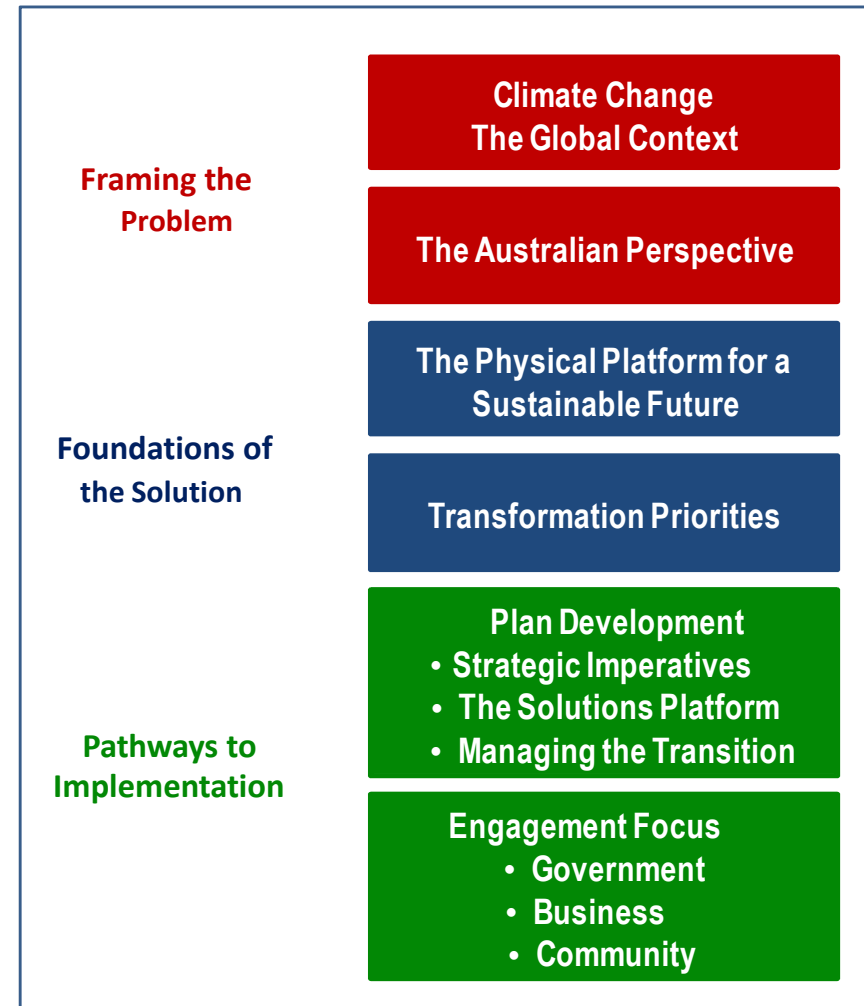 Climate Change
The Global Context
Framing the
Problem
The Australian Perspective
The Physical Platform for a
Sustainable Future
Foundations of
the Solution
Transformation Priorities
Plan Development
• Strategic Imperatives
• The Solutions Platform
• Managing the Transition
Pathways to
Implementation
Engagement Focus
• Government
• Business
• Community